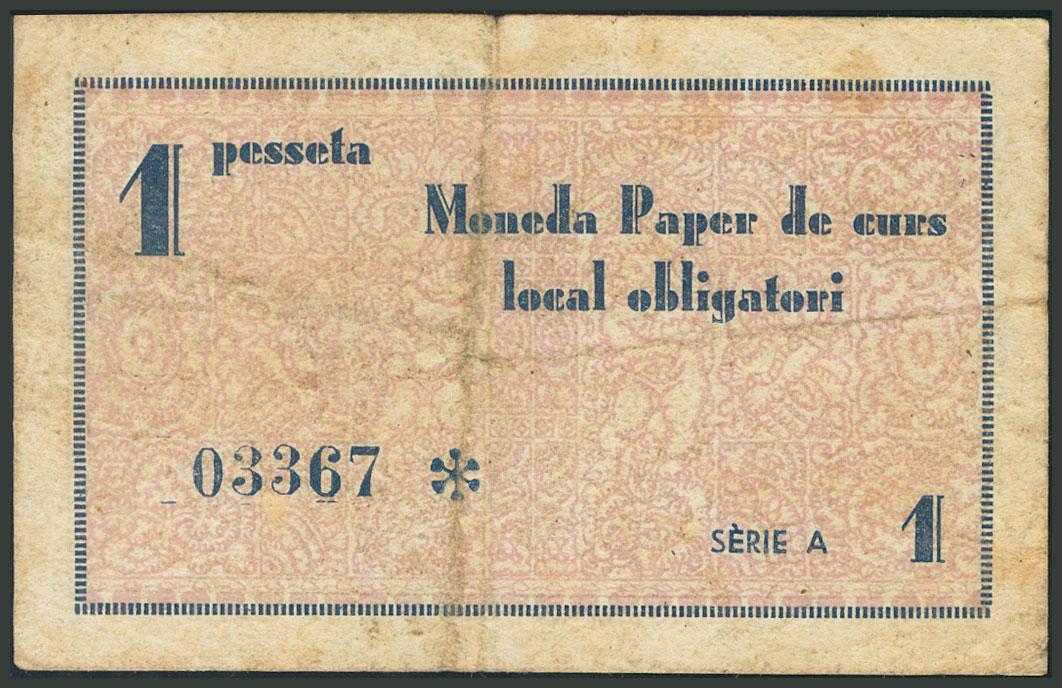 1 pesseta
Moneda Paper de curs
local obligatori
03367 *
SÈRIE A 1